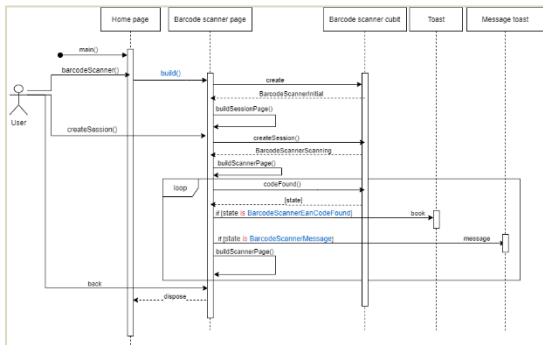 Home page
Barcode scanner page
Barcode scanner cubit
Toast
Message toast
main()
barcodeScanner()
build()
create
BarcodeScannerInitial
buildSessionPage()
User
createSession()
createSession()
BarcodeScannerScanning
buildScannerPage()
loop
codeFound()
[state]
if [state is BarcodeScannerEanCodeFound]
book
if [state is BarcodeScannerMessage]
message
buildScannerPage()
back
dispose